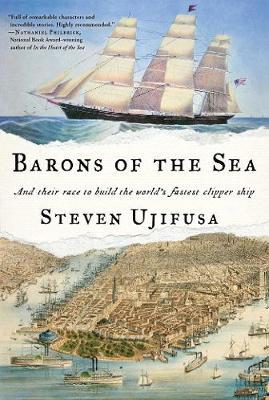 "Full of remarkable characters and
incredible stories. Highly recommended."
—NATHANIEL PHILBRICK,
National Book Award–winning
author of In the Heart of the Sea
BARONS OF THE SEA
And their race to build the world's fastest clipper ship
STEVEN UJIFUSA